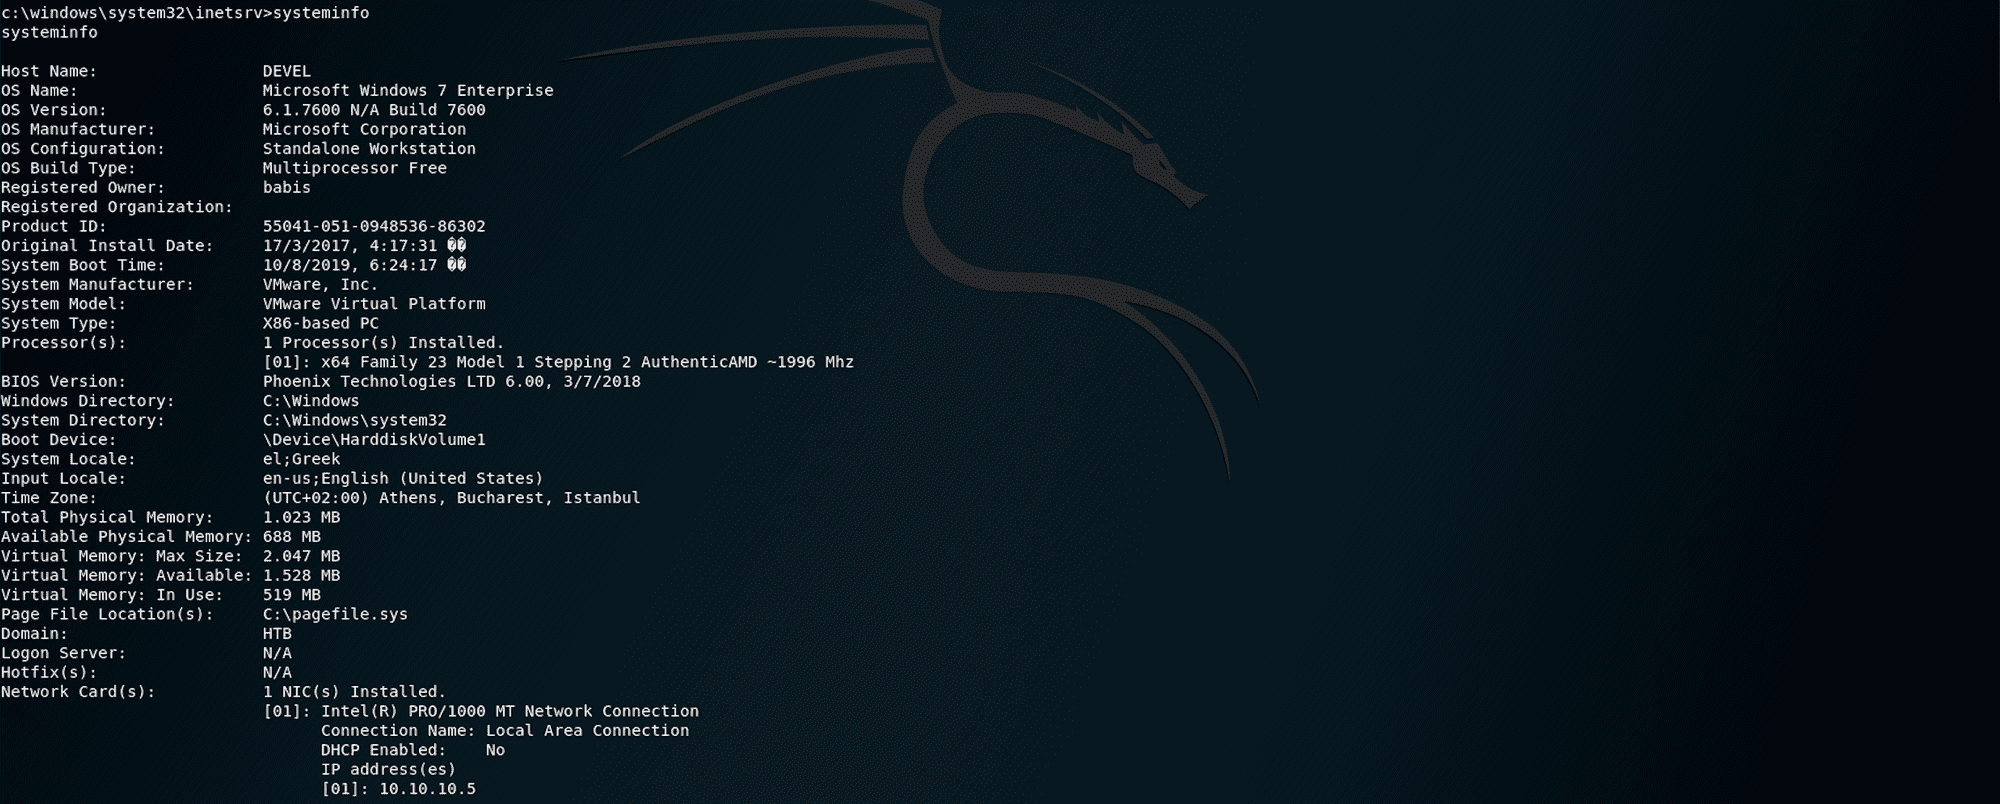 c:\windows\system32\inetsrv>systeminfo
systeminfo
Host Name:                 DEVEL
OS Name:                   Microsoft Windows 7 Enterprise
OS Version:                6.1.7600 N/A Build 7600
OS Manufacturer:           Microsoft Corporation
OS Configuration:          Standalone Workstation
OS Build Type:             Multiprocessor Free
Registered Owner:          babis
Registered Organization:
Product ID:                55041-051-0948536-86302
Original Install Date:     17/3/2017, 4:17:31 ��
System Boot Time:          10/8/2019, 6:24:17 ��
System Manufacturer:       VMware, Inc.
System Model:              VMware Virtual Platform
System Type:               X86-based PC
Processor(s):              1 Processor(s) Installed.
                           [01]: x64 Family 23 Model 1 Stepping 2 AuthenticAMD ~1996 Mhz
BIOS Version:              Phoenix Technologies LTD 6.00, 3/7/2018
Windows Directory:         C:\Windows
System Directory:          C:\Windows\system32
Boot Device:               \Device\HarddiskVolume1
System Locale:             el;Greek
Input Locale:              en-us;English (United States)
Time Zone:                 (UTC+02:00) Athens, Bucharest, Istanbul
Total Physical Memory:     1.023 MB
Available Physical Memory: 688 MB
Virtual Memory: Max Size:  2.047 MB
Virtual Memory: Available: 1.528 MB
Virtual Memory: In Use:    519 MB
Page File Location(s):     C:\pagefile.sys
Domain:                    HTB
Logon Server:              N/A
Hotfix(s):                 N/A
Network Card(s):           1 NIC(s) Installed.
                           [01]: Intel(R) PRO/1000 MT Network Connection
                                 Connection Name: Local Area Connection
                                 DHCP Enabled:    No
                                 IP address(es)
                                 [01]: 10.10.10.5